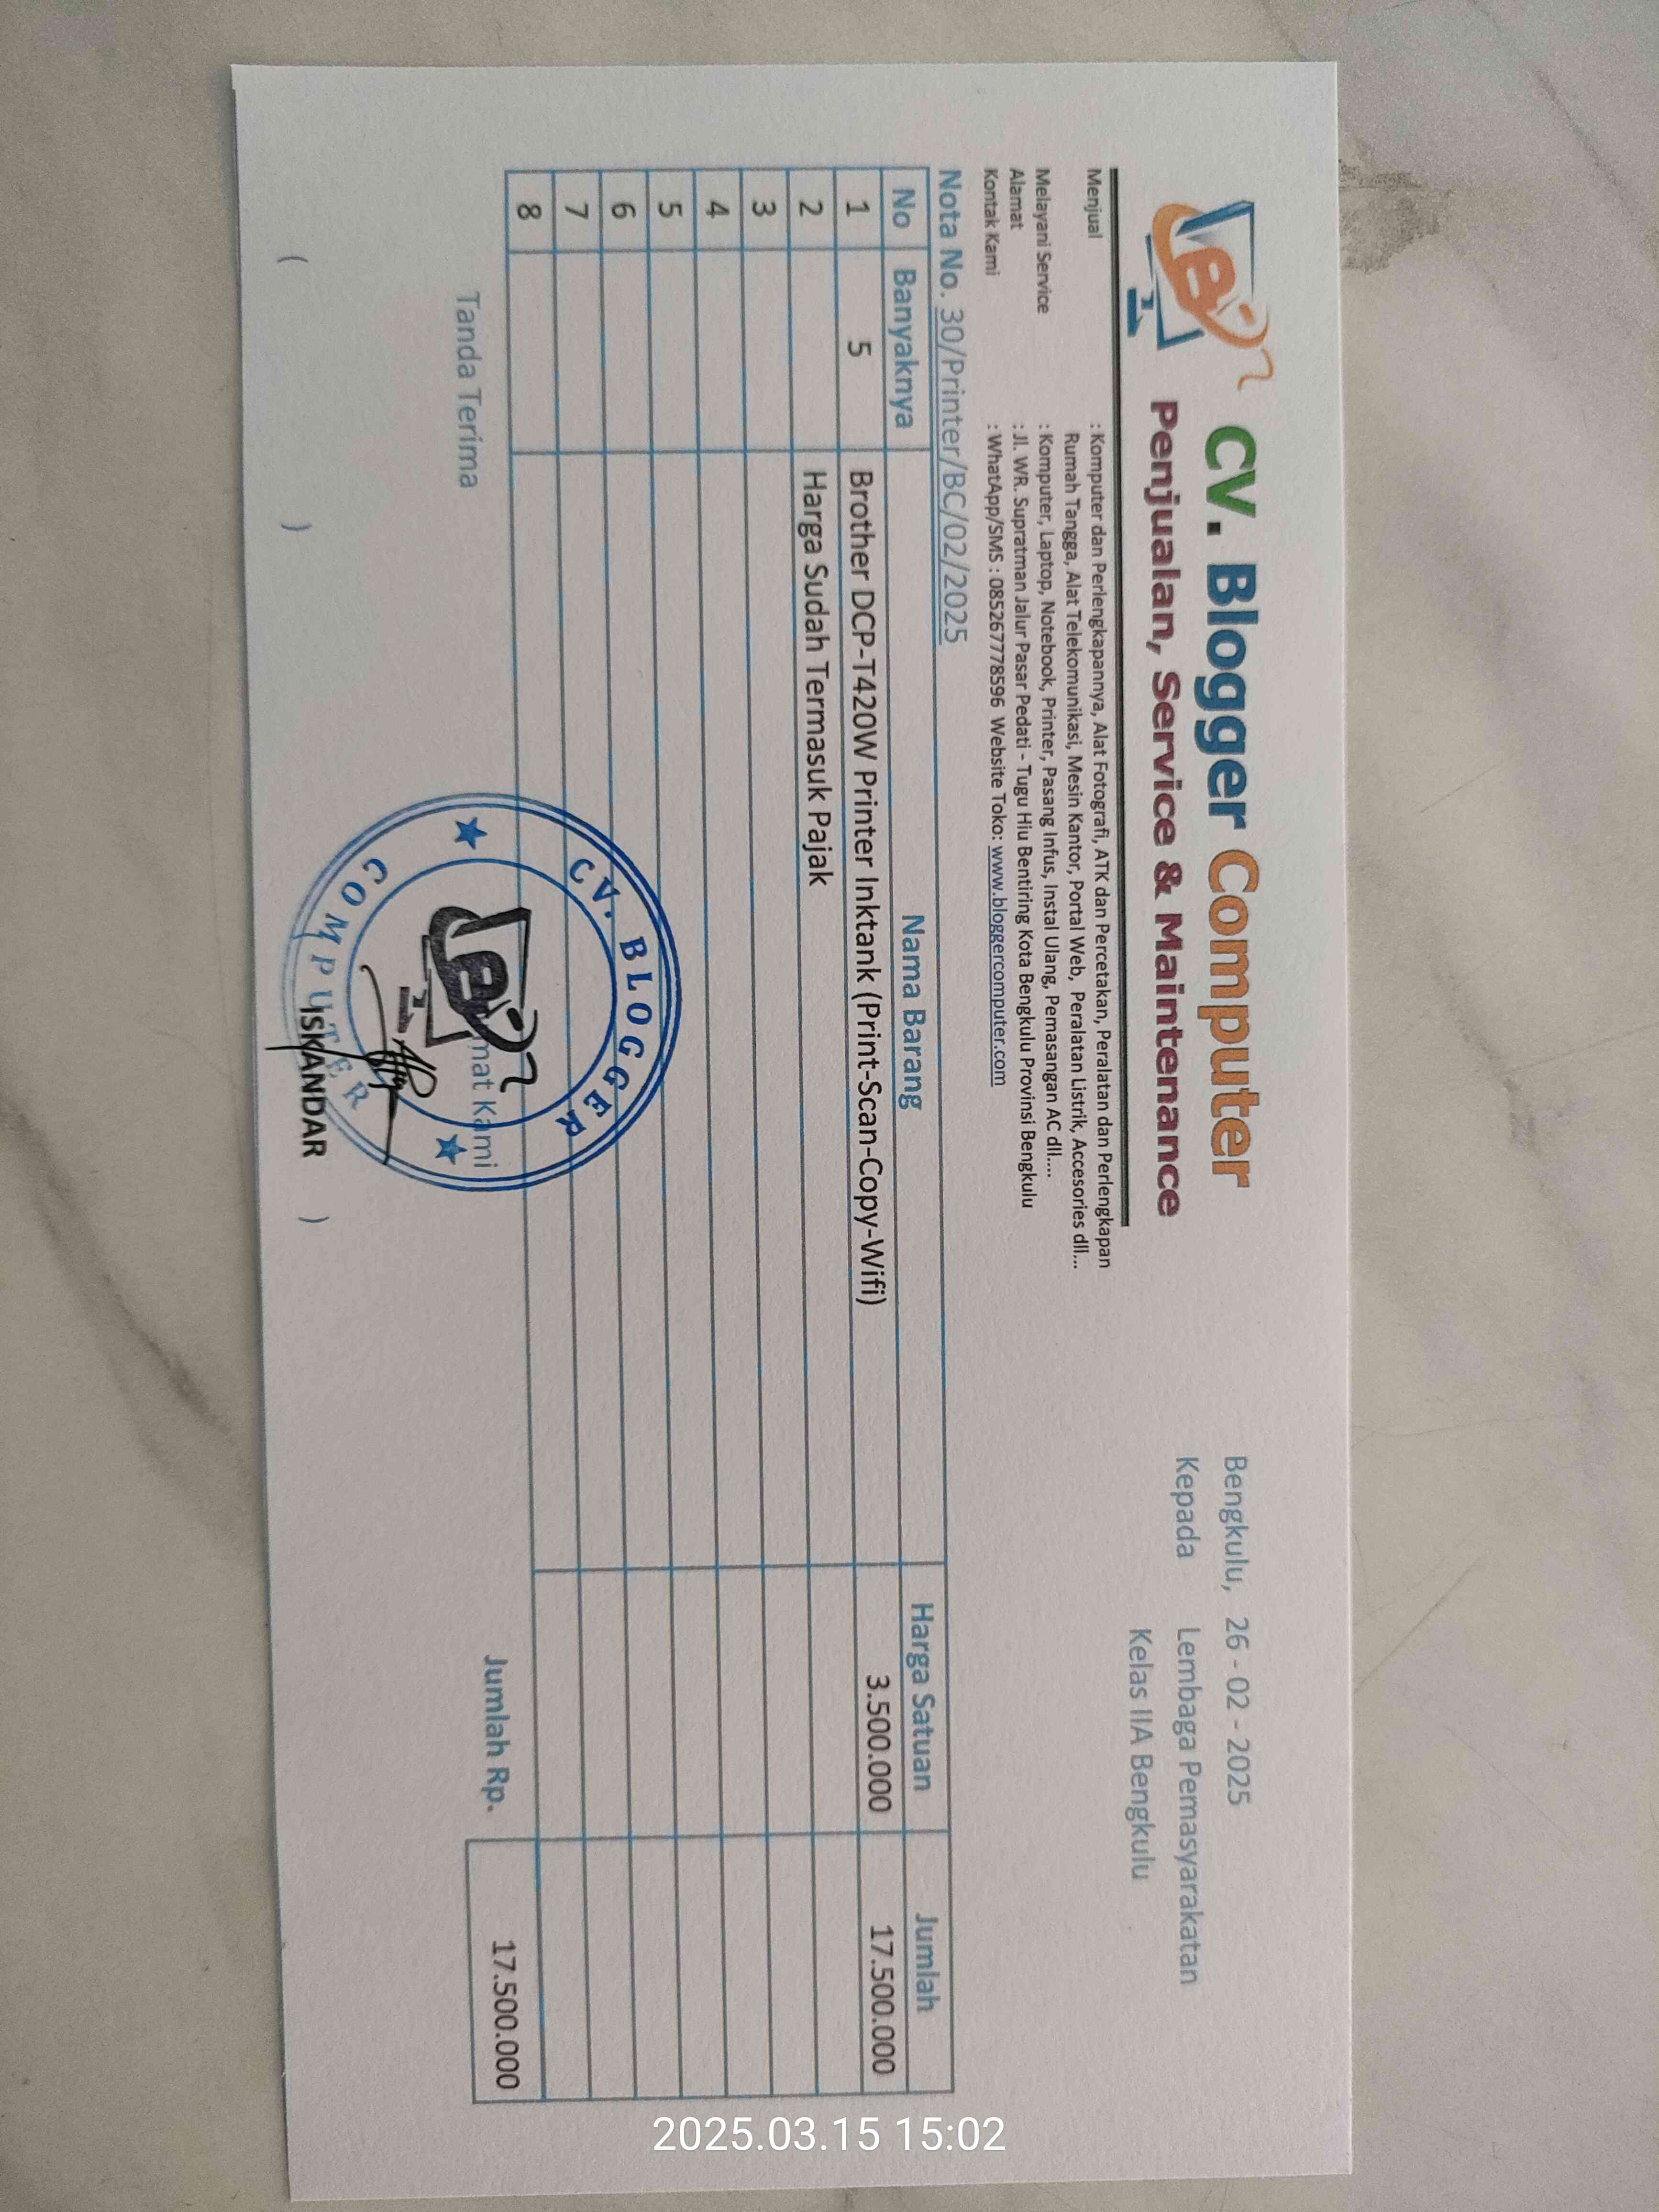 CV. Blogger Computer
Penjualan, Service & Maintenance
Bengkulu, 26 - 02 - 2025
Kepada Lembaga Pemasyarakatan
Kelas IIA Bengkulu
Menjual : Komputer dan Perlengkapannya, Alat Fotografi, ATK dan Percetakan, Peralatan dan Perlengkapan
Rumah Tangga, Alat Telekomunikasi, Mesin Kantor, Portal Web, Peralatan Listrik, Accesories dll...
Melayani Service : Komputer, Laptop, Notebook, Printer, Pasang Infus, Instal Ulang, Pemasangan AC dll....
Alamat : Jl. WR. Supratman Jalur Pasar Pedati - Tugu Hiu Bentiring Kota Bengkulu Provinsi Bengkulu
Kontak Kami : WhatApp/SMS : 085267778596 Website Toko: www.bloggercomputer.com
Nota No. 30/Printer/BC/02/2025
No Banyaknya Nama Barang Harga Satuan Jumlah
1 5 Brother DCP-T420W Printer Inktank (Print-Scan-Copy-Wifi) 3.500.000 17.500.000
2 Harga Sudah Termasuk Pajak
3
4
5
6
7
8
Tanda Terima mat Kami Jumlah Rp. 17.500.000
CV. BLOGGER
COMPUTER
( ) ISKANDAR )
2025.03.15 15:02